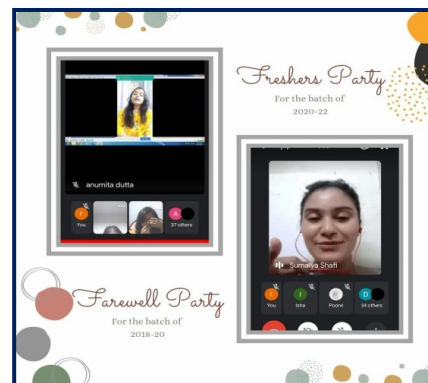 Freshers Party
For the batch of
2020-22
anumita dutta
You
37 others
Sumaiya Shafi
You
Isha
Pooni
34 others
Farewell Party
For the batch of
2018-20